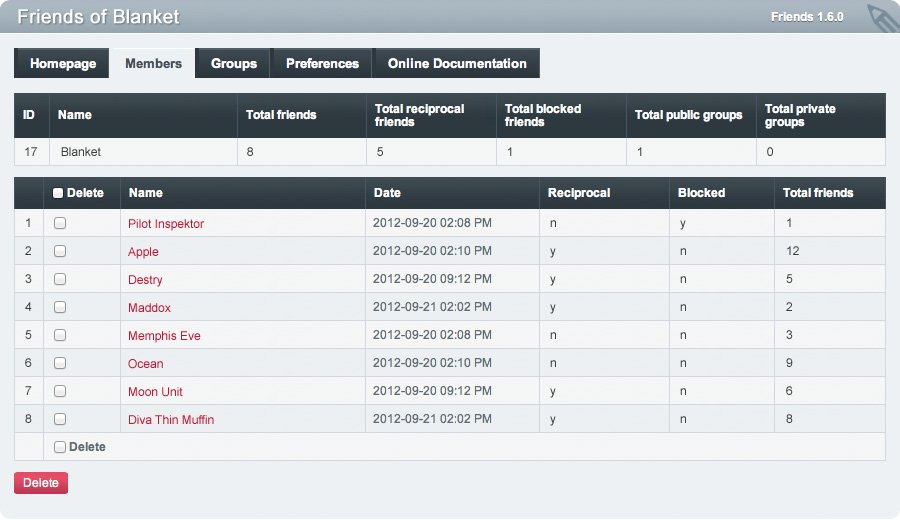 Friends of Blanket
Friends 1.6.0
Homepage Members Groups Preferences Online Documentation
ID Name Total friends Total reciprocal friends Total blocked friends Total public groups Total private groups
17 Blanket 8 5 1 1 0
Delete Name Date Reciprocal Blocked Total friends
1 Pilot Inspektor 2012-09-20 02:08 PM n y 1
2 Apple 2012-09-20 02:10 PM y n 12
3 Destry 2012-09-20 09:12 PM y n 5
4 Maddox 2012-09-21 02:02 PM y n 2
5 Memphis Eve 2012-09-20 02:08 PM n n 3
6 Ocean 2012-09-20 02:10 PM n n 9
7 Moon Unit 2012-09-20 09:12 PM y n 6
8 Diva Thin Muffin 2012-09-21 02:02 PM y n 8
Delete
Delete